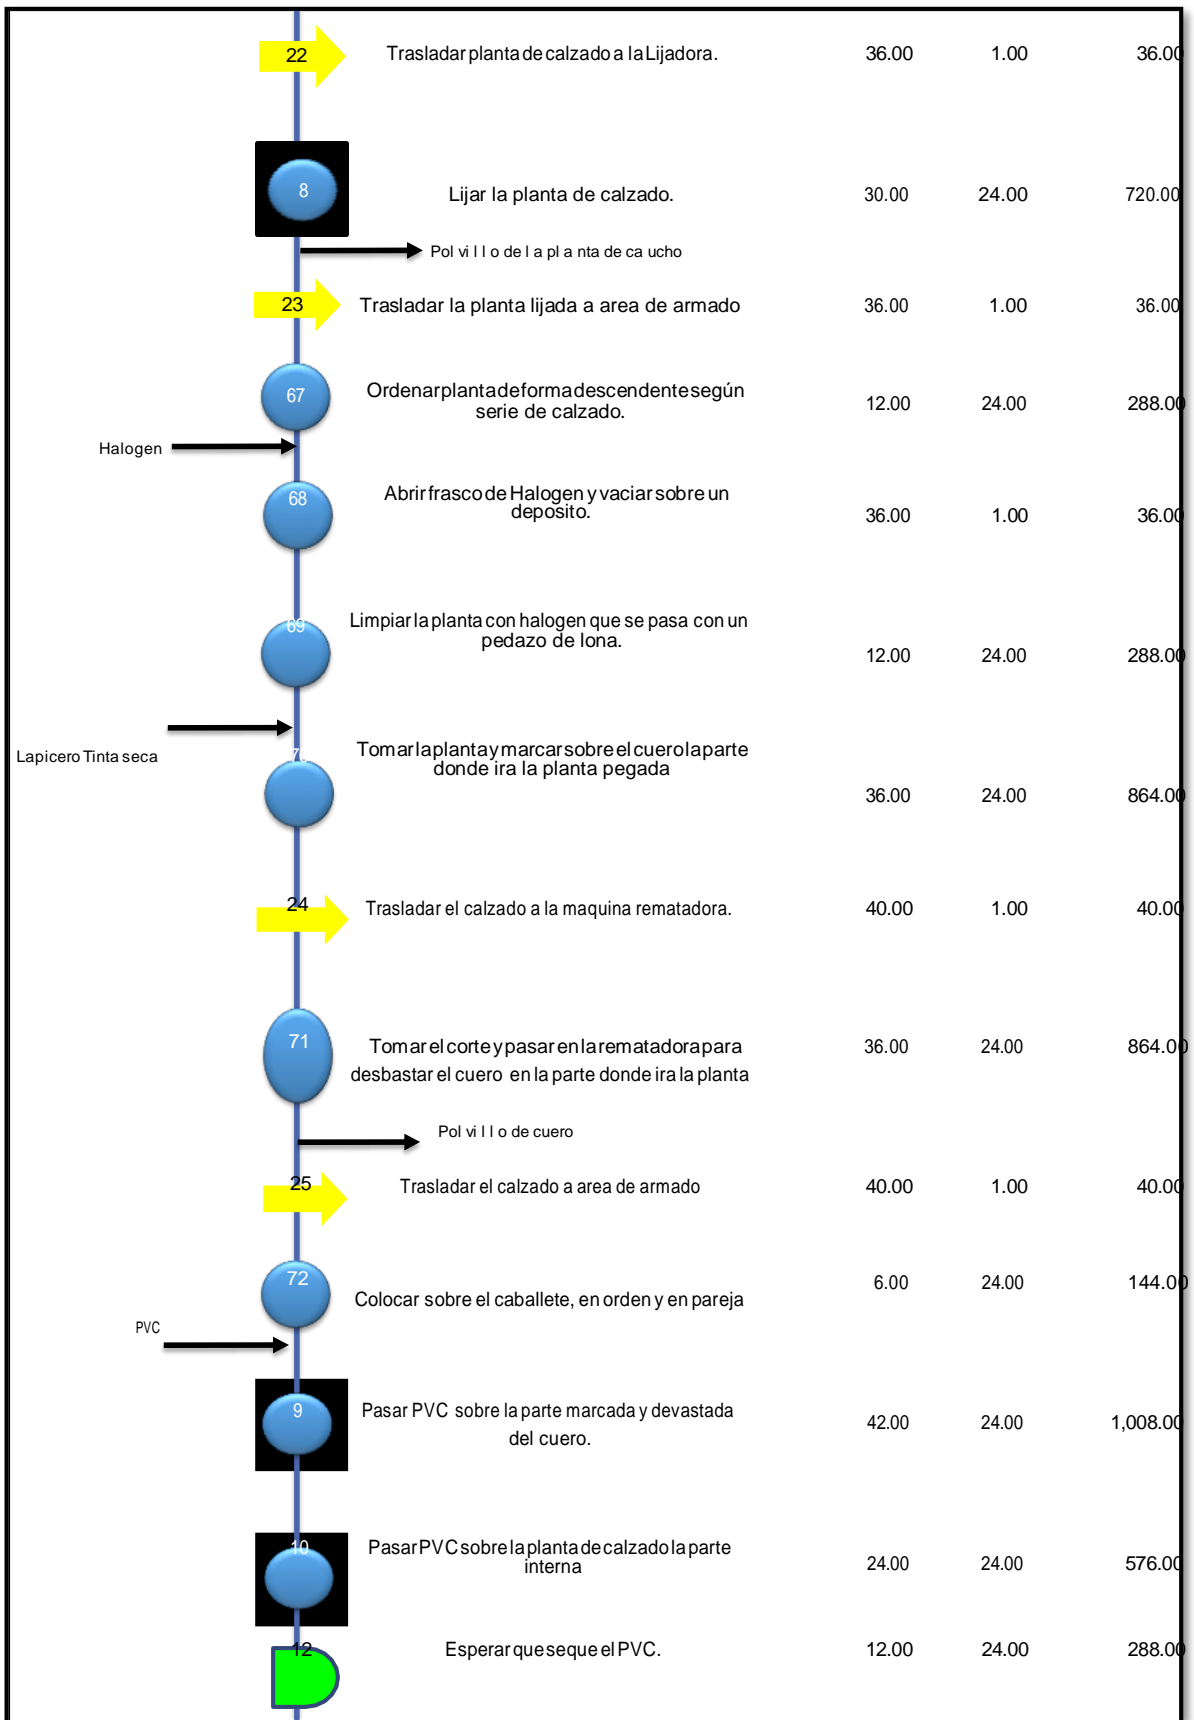 22 Trasladar planta de calzado a la Lijadora. 36.00 1.00 36.00
8 Lijar la planta de calzado. 30.00 24.00 720.00
Polvillo de la planta de caucho
23 Trasladar la planta lijada a area de armado 36.00 1.00 36.00
67 Ordenar planta de forma descendente según
serie de calzado. 12.00 24.00 288.00
Halogen
68 Abrir frasco de Halogen y vaciar sobre un
deposito. 36.00 1.00 36.00
69 Limpiar la planta con halogen que se pasa con un
pedazo de lona. 12.00 24.00 288.00
Lapicero Tinta seca
70 Tomar la planta y marcar sobre el cuero la parte
donde ira la planta pegada
36.00 24.00 864.00
24 Trasladar el calzado a la maquina rematadora. 40.00 1.00 40.00
71 Tomar el corte y pasar en la rematadora para 36.00 24.00 864.00
desbastar el cuero en la parte donde ira la planta
Polvillo de cuero
25 Trasladar el calzado a area de armado 40.00 1.00 40.00
72 Colocar sobre el caballete, en orden y en pareja 6.00 24.00 144.00
PVC
9 Pasar PVC sobre la parte marcada y devastada
del cuero. 42.00 24.00 1,008.00
10 Pasar PVC sobre la planta de calzado la parte
interna 24.00 24.00 576.00
12 Esperar que seque el PVC. 12.00 24.00 288.00